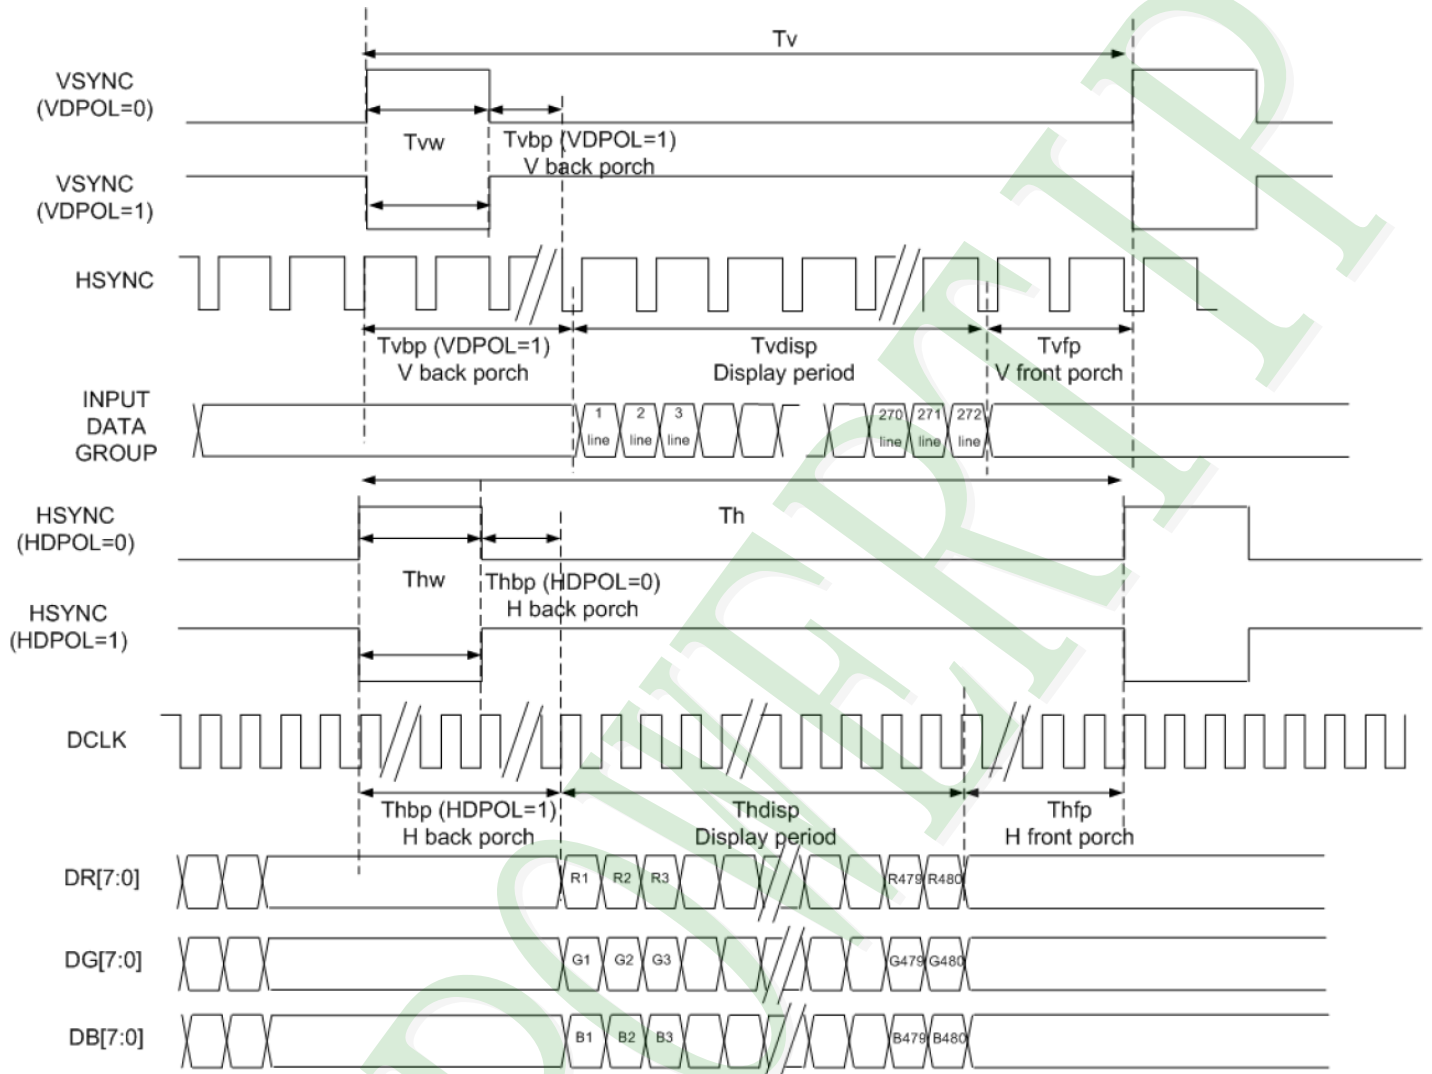 Tv
VSYNC
(VDPOL=0)
Tvw
Tvbp (VDPOL=1)
V back porch
VSYNC
(VDPOL=1)
HSYNC
Tvbp (VDPOL=1)
V back porch
Tvdisp
Display period
Tvfp
V front porch
INPUT
DATA
GROUP
1 2 3 270 271 272
line line line line line line
HSYNC
(HDPOL=0)
Th
Thw
Thbp (HDPOL=0)
H back porch
HSYNC
(HDPOL=1)
DCLK
Thbp (HDPOL=1)
H back porch
Thdisp
Display period
Thfp
H front porch
DR[7:0] R1 R2 R3 R479 R480
DG[7:0] G1 G2 G3 G479 G480
DB[7:0] B1 B2 B3 B479 B480